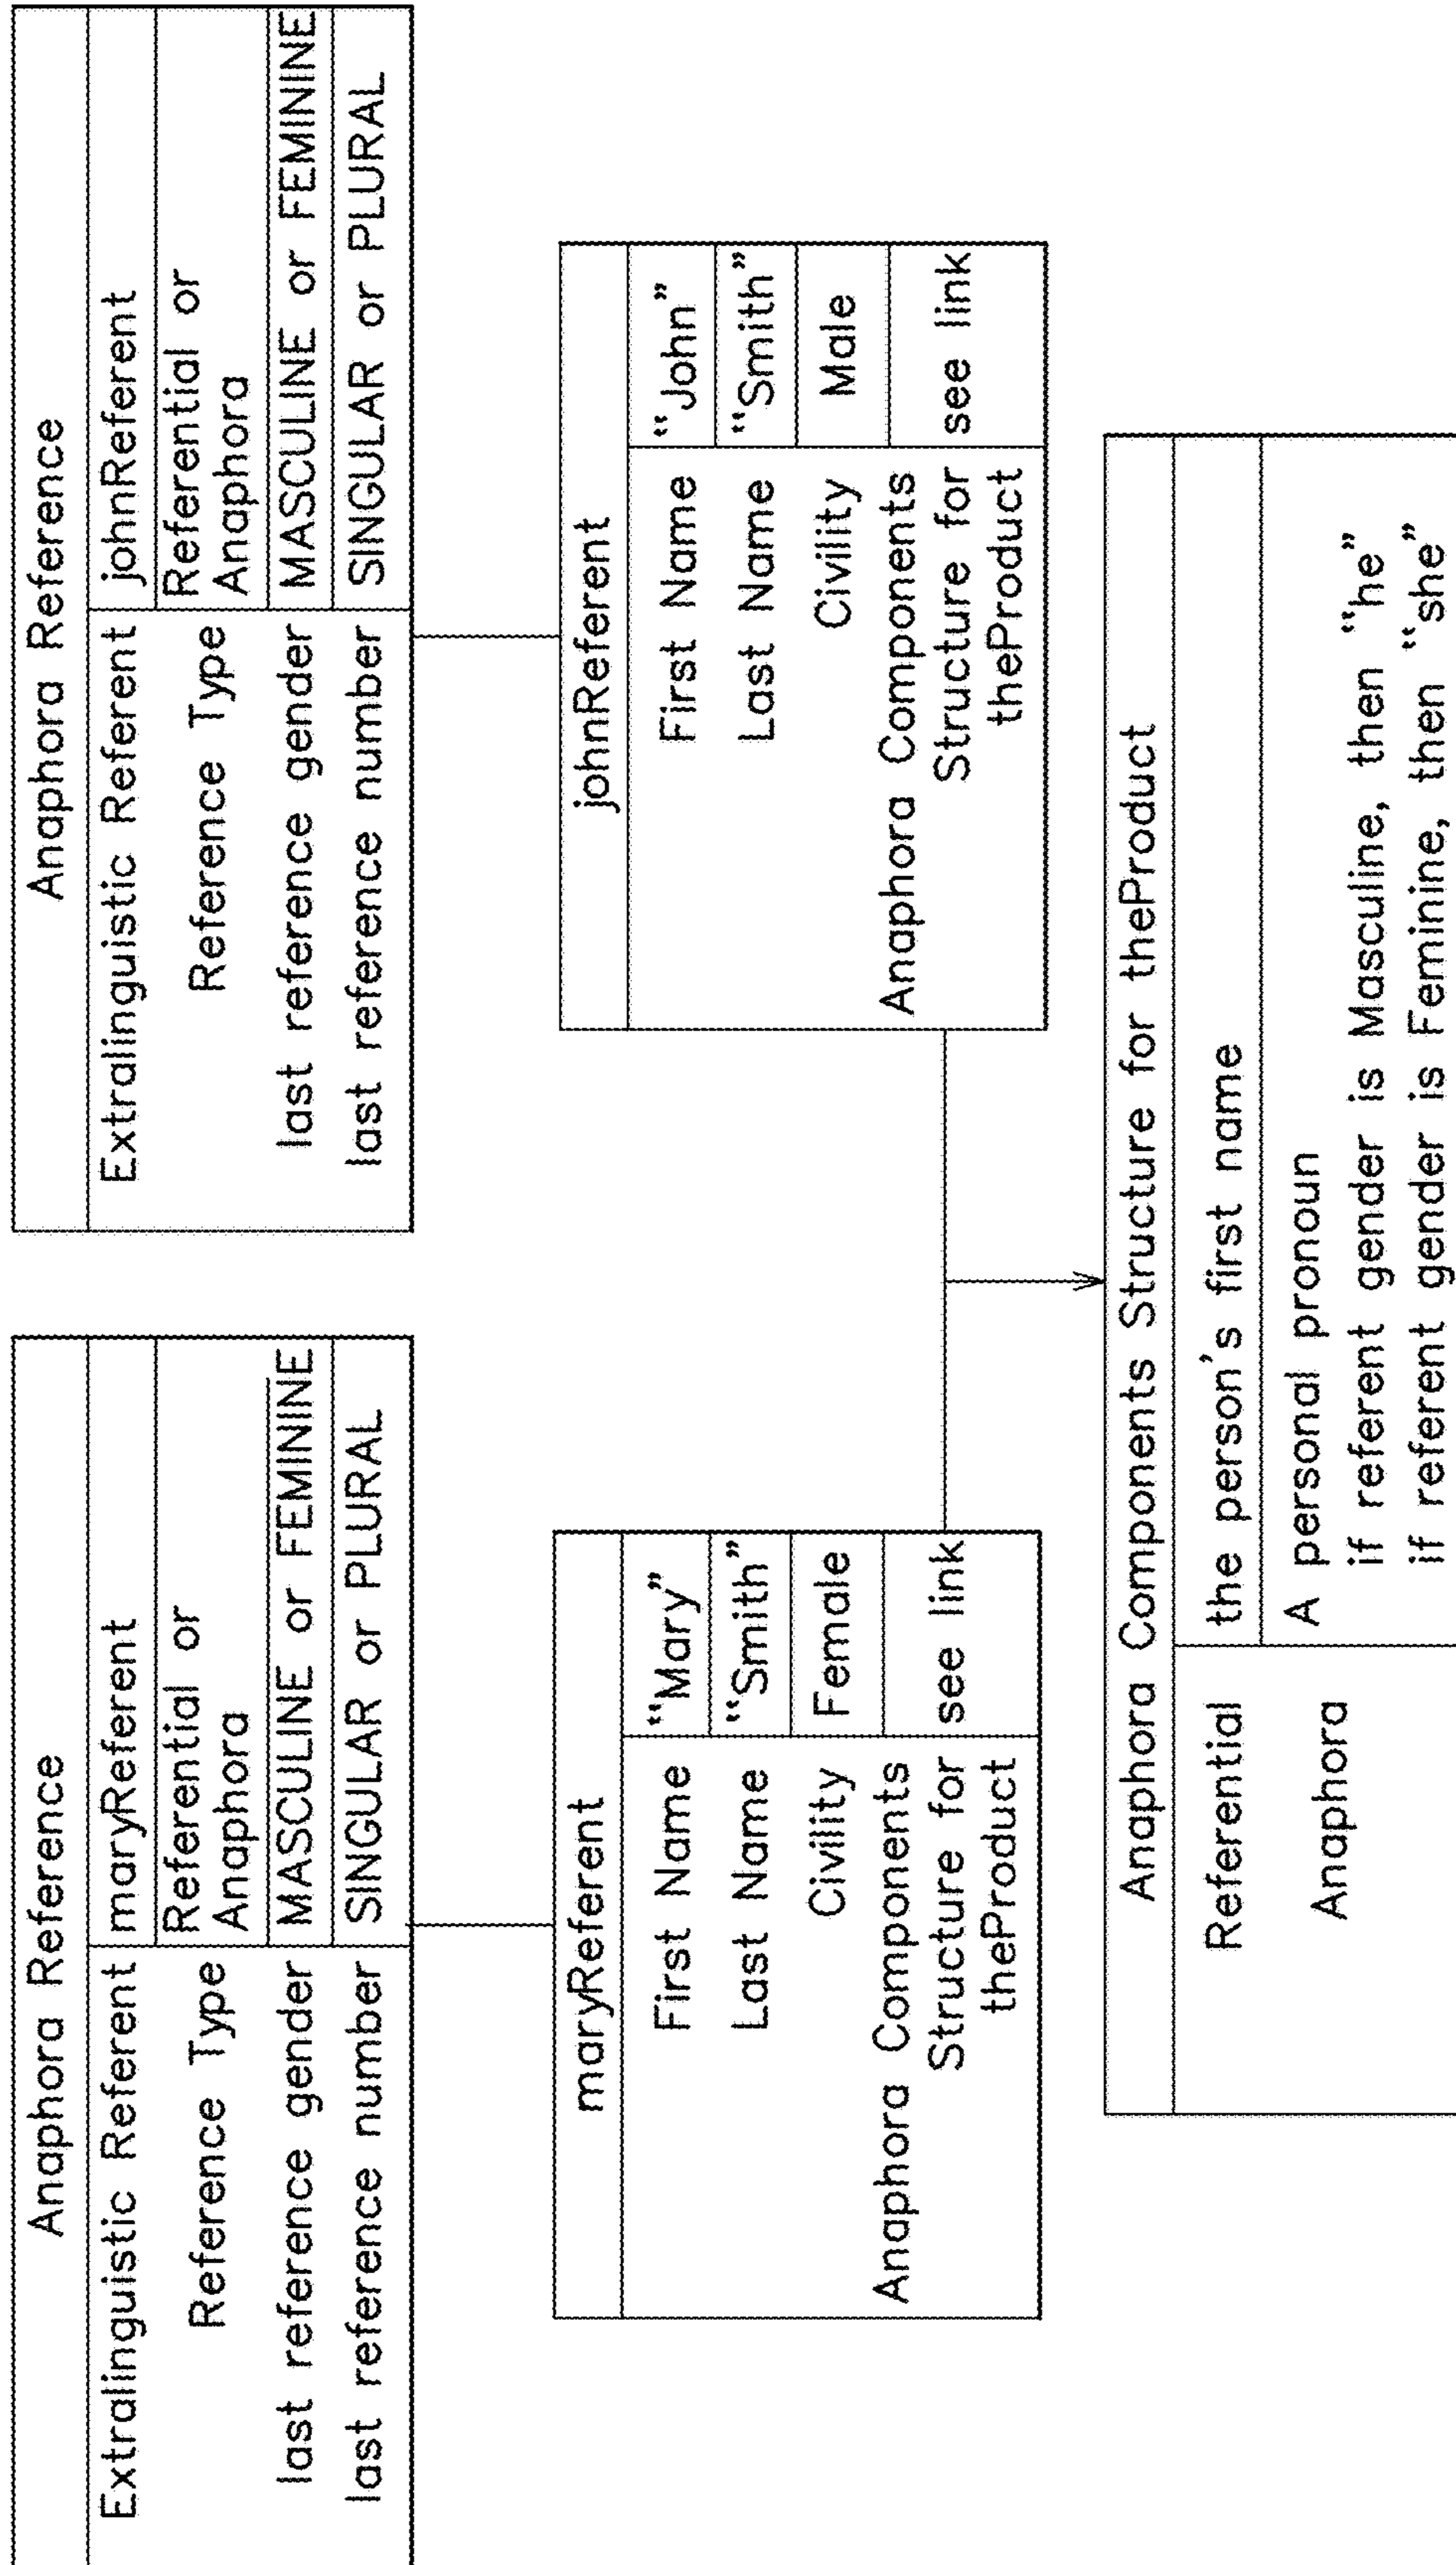 Anaphora Reference
Extralinguistic Referent maryReferent
Reference Type Referential or
Anaphora
last reference gender MASCULINE or FEMININE
last reference number SINGULAR or PLURAL
Anaphora Reference
Extralinguistic Referent johnReferent
Reference Type Referential or
Anaphora
last reference gender MASCULINE or FEMININE
last reference number SINGULAR or PLURAL
maryReferent
First Name “Mary”
Last Name “Smith”
Civility Female
Anaphora Components
Structure for see link
theProduct
johnReferent
First Name “John”
Last Name “Smith”
Civility Male
Anaphora Components
Structure for see link
theProduct
Anaphora Components Structure for theProduct
Referential the person's first name
A personal pronoun
Anaphora if referent gender is Masculine, then “he”
if referent gender is Feminine, then “she”